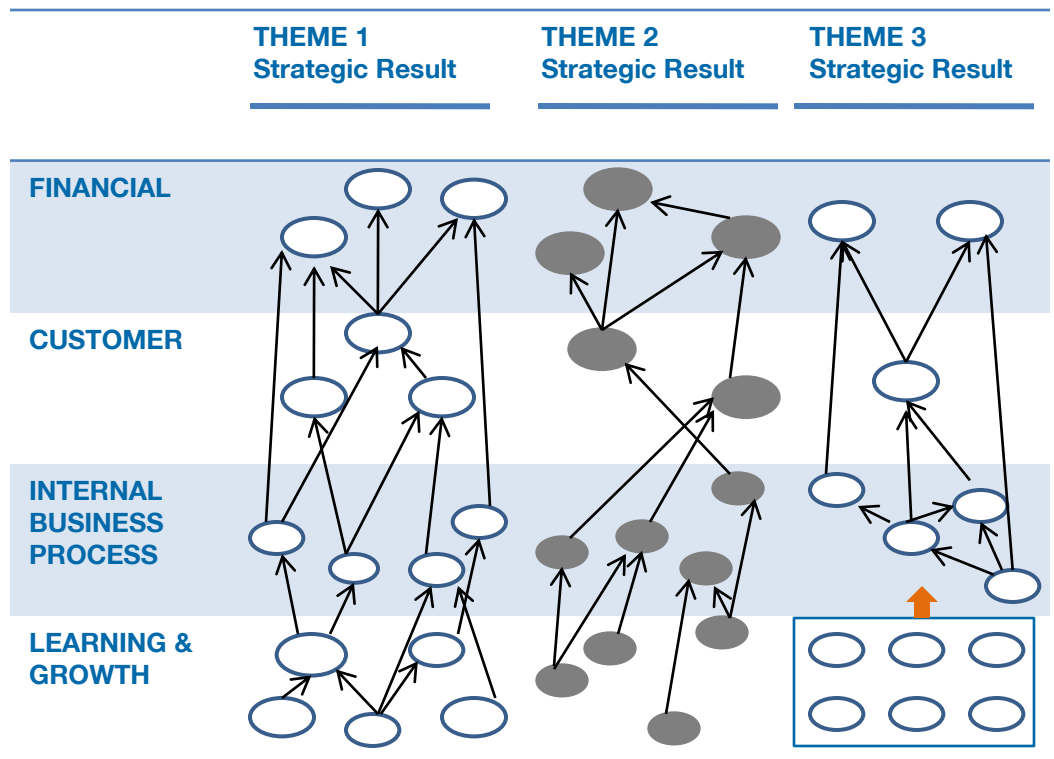 THEME 1
Strategic Result
THEME 2
Strategic Result
THEME 3
Strategic Result
FINANCIAL
CUSTOMER
INTERNAL
BUSINESS
PROCESS
LEARNING &
GROWTH